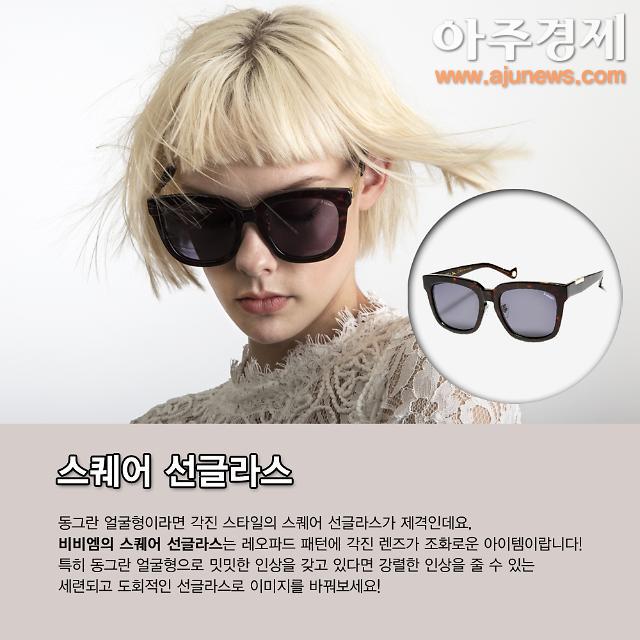 아주경제
www.ajunews.com
스퀘어 선글라스
동그란 얼굴형이라면 각진 스타일의 스퀘어 선글라스가 제격인데요.
비비엠의 스퀘어 선글라스는 레오파드 패턴에 각진 렌즈가 조화로운 아이템이랍니다!
특히 동그란 얼굴형으로 밋밋한 인상을 갖고 있다면 강렬한 인상을 줄 수 있는
세련되고 도회적인 선글라스로 이미지를 바꿔보세요!